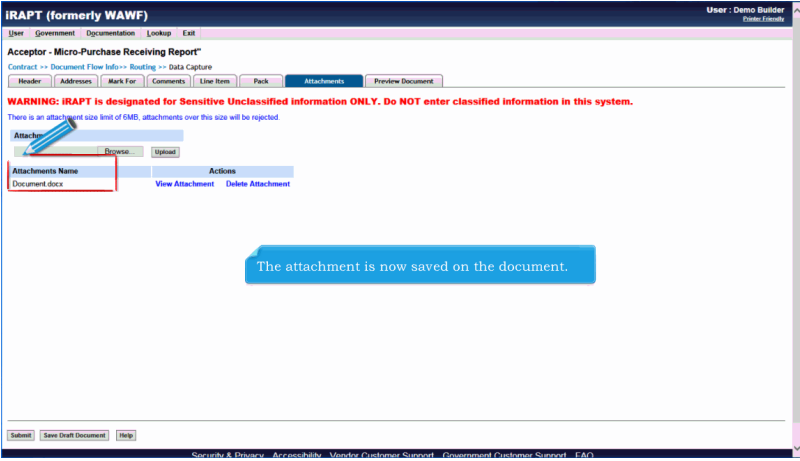 iRAPT (formerly WAWF)
User : Demo Builder
Printer Friendly
User Government Documentation Lookup Exit
Acceptor - Micro-Purchase Receiving Report"
Contract >> Document Flow Info>> Routing >> Data Capture
Header Addresses Mark For Comments Line Item Pack Attachments Preview Document
WARNING: iRAPT is designated for Sensitive Unclassified information ONLY. Do NOT enter classified information in this system.
There is an attachment size limit of 6MB, attachments over this size will be rejected.
Browse... Upload
Attachments Name Actions
Document.docx View Attachment Delete Attachment
The attachment is now saved on the document.
Submit Save Draft Document Help
Security & Privacy Accessibility Vendor Customer Support Government Customer Support FAQ